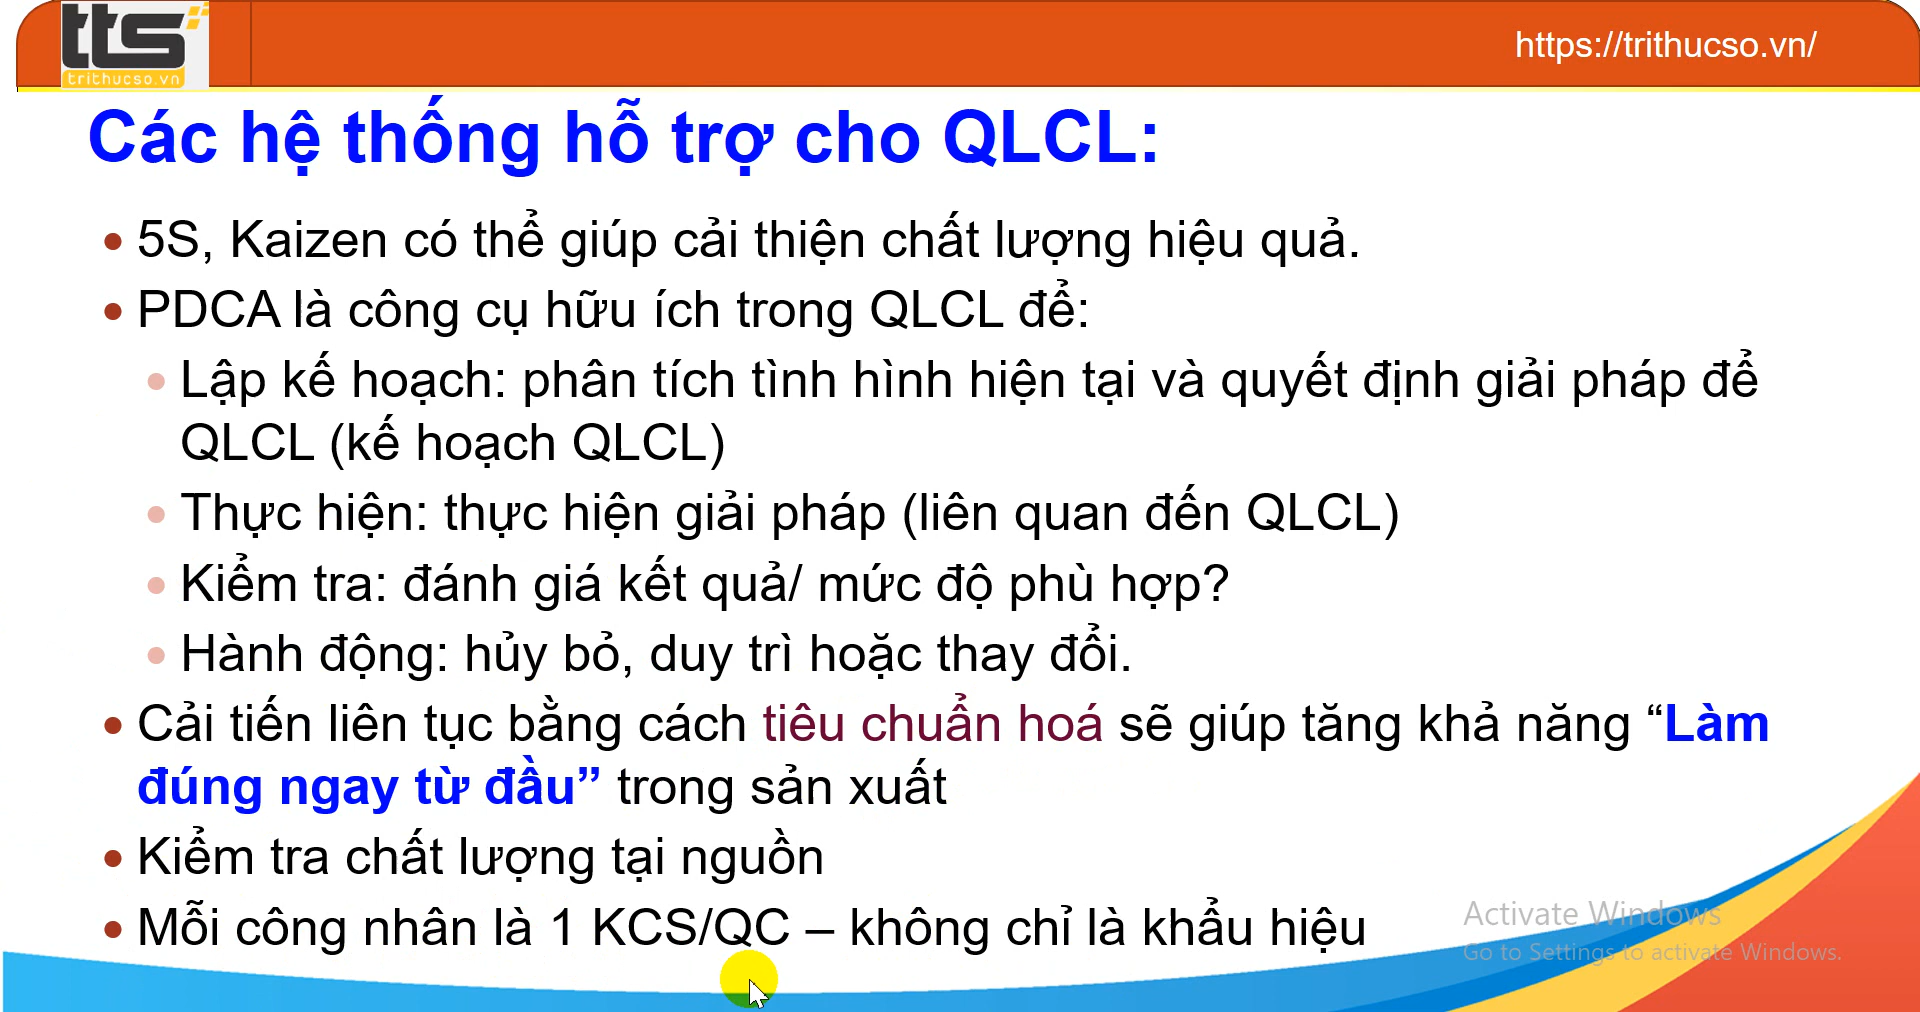 tts
trithucso.vn
https://trithucso.vn/
Các hệ thống hỗ trợ cho QLCL:
• 5S, Kaizen có thể giúp cải thiện chất lượng hiệu quả.
• PDCA là công cụ hữu ích trong QLCL để:
• Lập kế hoạch: phân tích tình hình hiện tại và quyết định giải pháp để
QLCL (kế hoạch QLCL)
• Thực hiện: thực hiện giải pháp (liên quan đến QLCL)
• Kiểm tra: đánh giá kết quả/ mức độ phù hợp?
• Hành động: hủy bỏ, duy trì hoặc thay đổi.
• Cải tiến liên tục bằng cách tiêu chuẩn hoá sẽ giúp tăng khả năng “Làm
đúng ngay từ đầu” trong sản xuất
• Kiểm tra chất lượng tại nguồn
• Mỗi công nhân là 1 KCS/QC – không chỉ là khẩu hiệu
Activate Windows
Go to Settings to activate Windows.